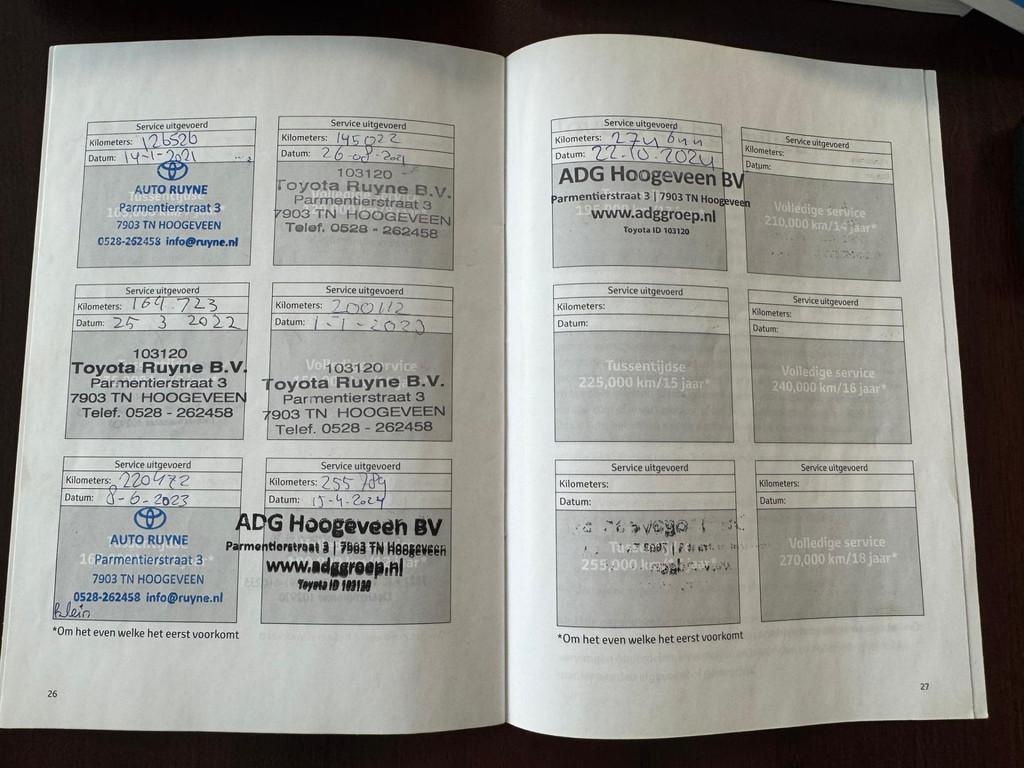 Service uitgevoerd
Kilometers: 126526
Datum: 14-1-2021
AUTO RUYNE
Parmentierstraat 3
7903 TN HOOGEVEEN
0528-262458 info@ruyne.nl
Service uitgevoerd
Kilometers: 145022
Datum: 26-08-2021
103120
Toyota Ruyne B.V.
Parmentierstraat 3
7903 TN HOOGEVEEN
Telef. 0528 - 262458
Service uitgevoerd
Kilometers: 164.723
Datum: 25 3 2022
103120
Toyota Ruyne B.V.
Parmentierstraat 3
7903 TN HOOGEVEEN
Telef. 0528 - 262458
Service uitgevoerd
Kilometers: 200112
Datum: 1-1-2023
Volledige service
103120
Toyota Ruyne B.V.
Parmentierstraat 3
7903 TN HOOGEVEEN
Telef. 0528 - 262458
Service uitgevoerd
Kilometers: 220472
Datum: 8-6-2023
AUTO RUYNE
Parmentierstraat 3
7903 TN HOOGEVEEN
0528-262458 info@ruyne.nl
Klein
Service uitgevoerd
Kilometers: 255789
Datum: 15-4-2024
ADG Hoogeveen BV
Parmentierstraat 3 | 7903 TN Hoogeveen
www.adggroep.nl
Toyota ID 103120
*Om het even welke het eerst voorkomt
26
Service uitgevoerd
Kilometers:
Datum: 22.10.2024
ADG Hoogeveen BV
Parmentierstraat 3 | 7903 TN Hoogeveen
www.adggroep.nl
Toyota ID 103120
Service uitgevoerd
Kilometers:
Datum:
Volledige service
210,000 km/14 jaar*
Service uitgevoerd
Kilometers:
Datum:
Tussentijdse
225,000 km/15 jaar*
Service uitgevoerd
Kilometers:
Datum:
Volledige service
240,000 km/16 jaar*
Service uitgevoerd
Kilometers:
Datum:
255,000 km/
Service uitgevoerd
Kilometers:
Datum:
Volledige service
270,000 km/18 jaar*
*Om het even welke het eerst voorkomt
27